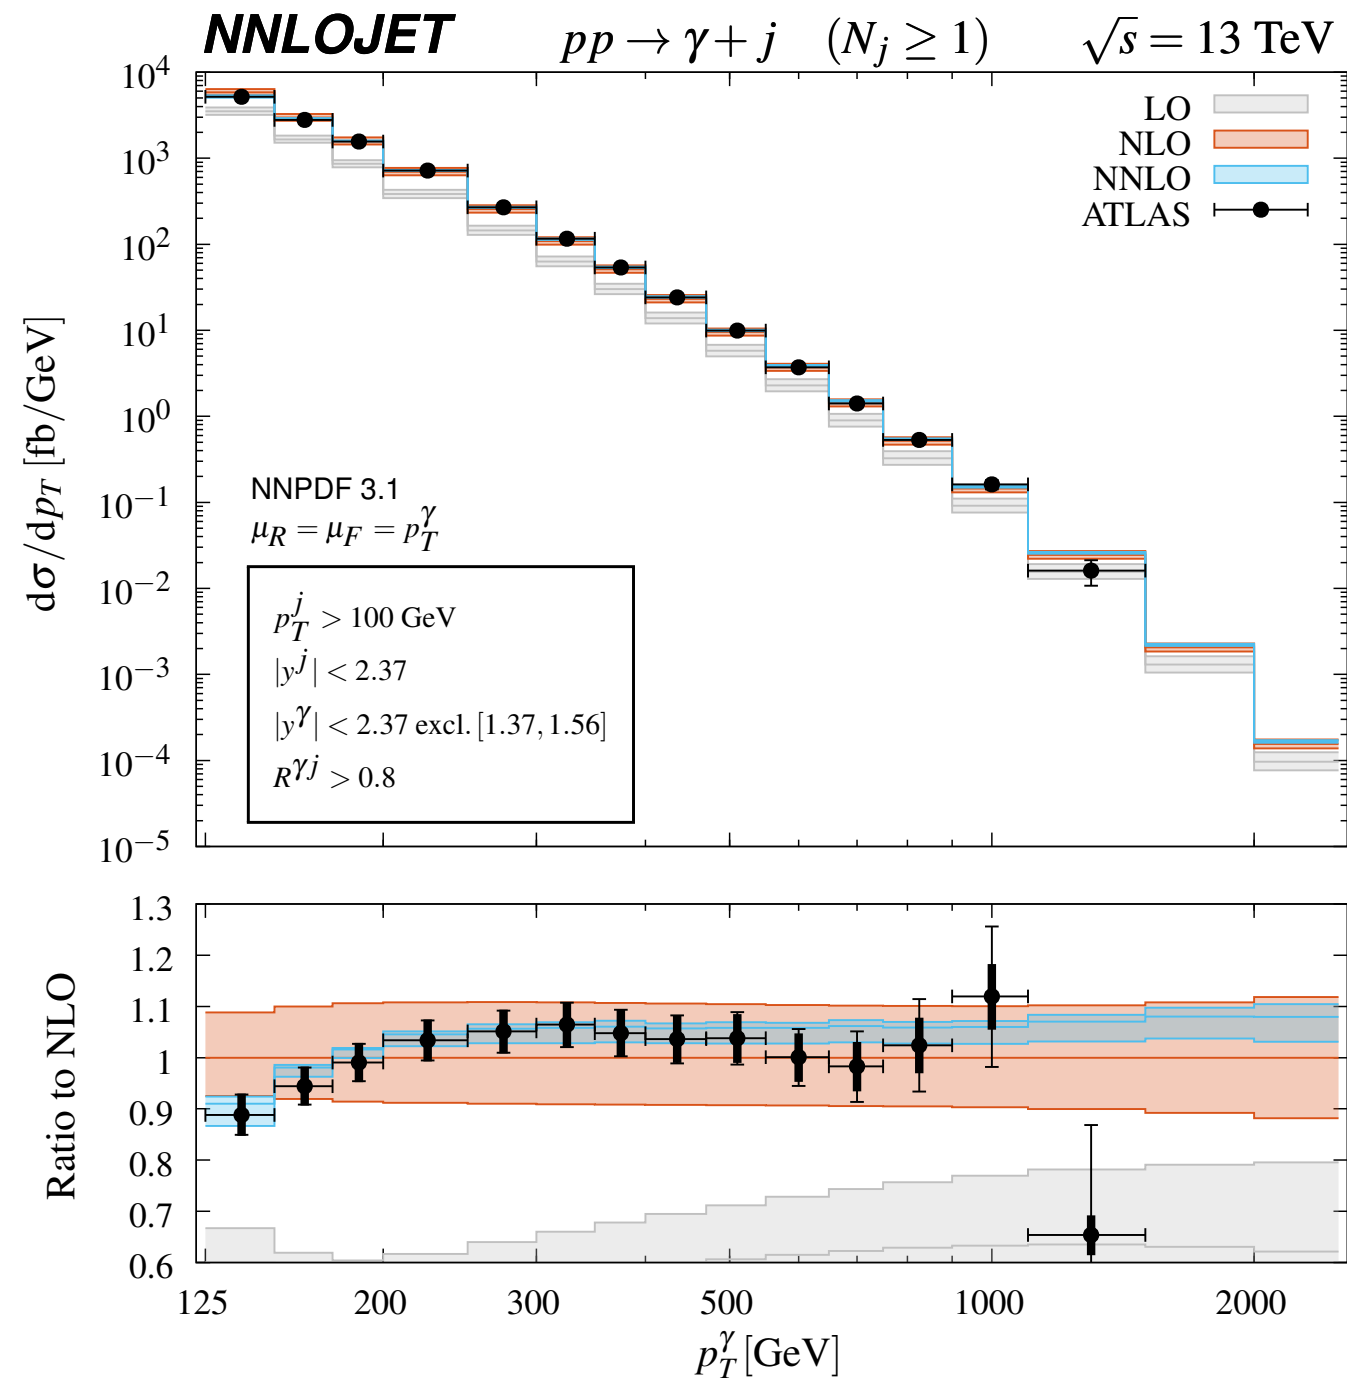 NNLOJET pp → γ + j (N_j ≥ 1) √s = 13 TeV
LO
NLO
NNLO
ATLAS
dσ/dp_T [fb/GeV]
10^4
10^3
10^2
10^1
10^0
10^−1
10^−2
10^−3
10^−4
10^−5
NNPDF 3.1
μ_R = μ_F = p_T^γ
p_T^j > 100 GeV
|y^j| < 2.37
|y^γ| < 2.37 excl. [1.37, 1.56]
R^γj > 0.8
Ratio to NLO
1.3
1.2
1.1
1
0.9
0.8
0.7
0.6
125 200 300 500 1000 2000
p_T^γ [GeV]